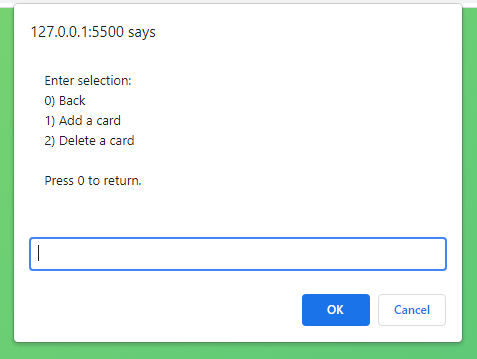 127.0.0.1:5500 says
Enter selection:
0) Back
1) Add a card
2) Delete a card
Press 0 to return.
OK
Cancel